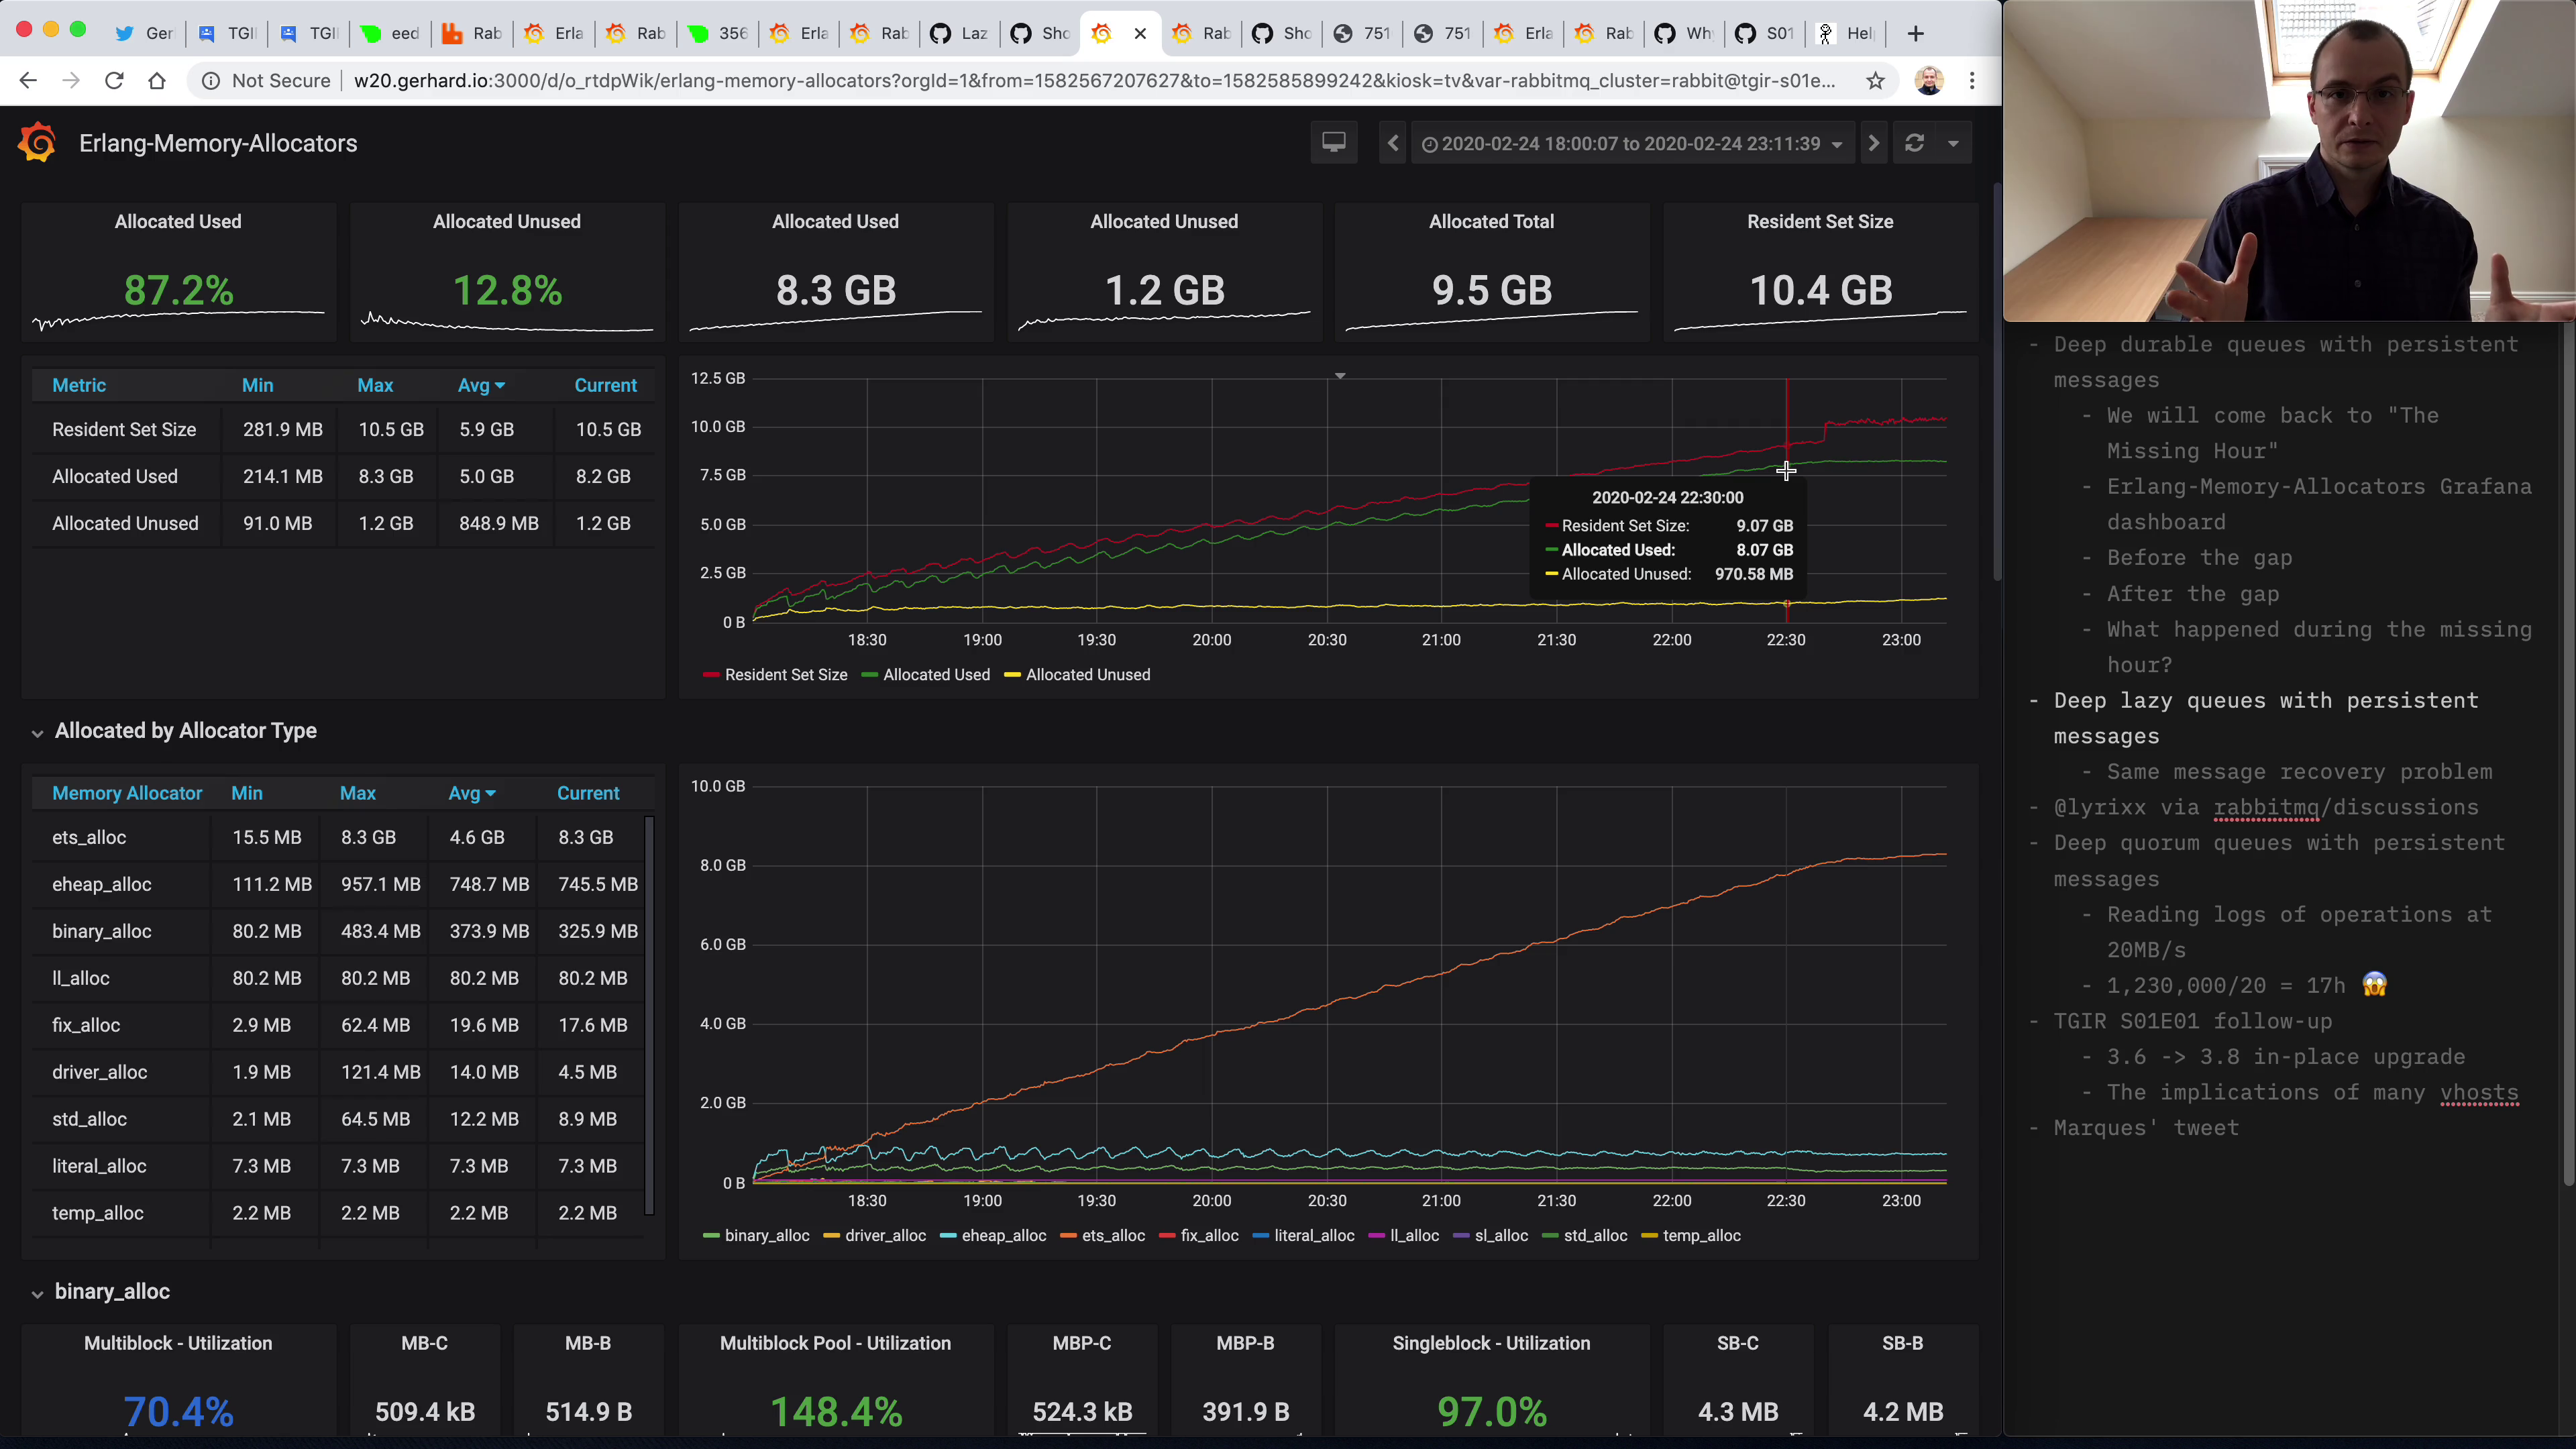 Ger
TGI
TGI
eed
Rab
Erla
Rab
356
Erla
Rab
Laz
Sho
Rab
Sho
751
751
Erla
Rab
Wh
S01
Hel
Not Secure
w20.gerhard.io:3000/d/o_rtdpWik/erlang-memory-allocators?orgId=1&from=1582567207627&to=1582585899242&kiosk=tv&var-rabbitmq_cluster=rabbit@tgir-s01e...
Erlang-Memory-Allocators
2020-02-24 18:00:07 to 2020-02-24 23:11:39
Allocated Used
87.2%
Allocated Unused
12.8%
Allocated Used
8.3 GB
Allocated Unused
1.2 GB
Allocated Total
9.5 GB
Resident Set Size
10.4 GB
Metric Min Max Avg Current
Resident Set Size 281.9 MB 10.5 GB 5.9 GB 10.5 GB
Allocated Used 214.1 MB 8.3 GB 5.0 GB 8.2 GB
Allocated Unused 91.0 MB 1.2 GB 848.9 MB 1.2 GB
12.5 GB
10.0 GB
7.5 GB
5.0 GB
2.5 GB
0 B
18:30 19:00 19:30 20:00 20:30 21:00 21:30 22:00 22:30 23:00
2020-02-24 22:30:00
Resident Set Size: 9.07 GB
Allocated Used: 8.07 GB
Allocated Unused: 970.58 MB
Resident Set Size Allocated Used Allocated Unused
Allocated by Allocator Type
Memory Allocator Min Max Avg Current
ets_alloc 15.5 MB 8.3 GB 4.6 GB 8.3 GB
eheap_alloc 111.2 MB 957.1 MB 748.7 MB 745.5 MB
binary_alloc 80.2 MB 483.4 MB 373.9 MB 325.9 MB
ll_alloc 80.2 MB 80.2 MB 80.2 MB 80.2 MB
fix_alloc 2.9 MB 62.4 MB 19.6 MB 17.6 MB
driver_alloc 1.9 MB 121.4 MB 14.0 MB 4.5 MB
std_alloc 2.1 MB 64.5 MB 12.2 MB 8.9 MB
literal_alloc 7.3 MB 7.3 MB 7.3 MB 7.3 MB
temp_alloc 2.2 MB 2.2 MB 2.2 MB 2.2 MB
10.0 GB
8.0 GB
6.0 GB
4.0 GB
2.0 GB
0 B
18:30 19:00 19:30 20:00 20:30 21:00 21:30 22:00 22:30 23:00
binary_alloc driver_alloc eheap_alloc ets_alloc fix_alloc literal_alloc ll_alloc sl_alloc std_alloc temp_alloc
binary_alloc
Multiblock - Utilization
70.4%
MB-C
509.4 kB
MB-B
514.9 B
Multiblock Pool - Utilization
148.4%
MBP-C
524.3 kB
MBP-B
391.9 B
Singleblock - Utilization
97.0%
SB-C
4.3 MB
SB-B
4.2 MB
- Deep durable queues with persistent
messages
- We will come back to "The
Missing Hour"
- Erlang-Memory-Allocators Grafana
dashboard
- Before the gap
- After the gap
- What happened during the missing
hour?
- Deep lazy queues with persistent
messages
- Same message recovery problem
- @lyrixx via rabbitmq/discussions
- Deep quorum queues with persistent
messages
- Reading logs of operations at
20MB/s
- 1,230,000/20 = 17h 😱
- TGIR S01E01 follow-up
- 3.6 -> 3.8 in-place upgrade
- The implications of many vhosts
- Marques' tweet